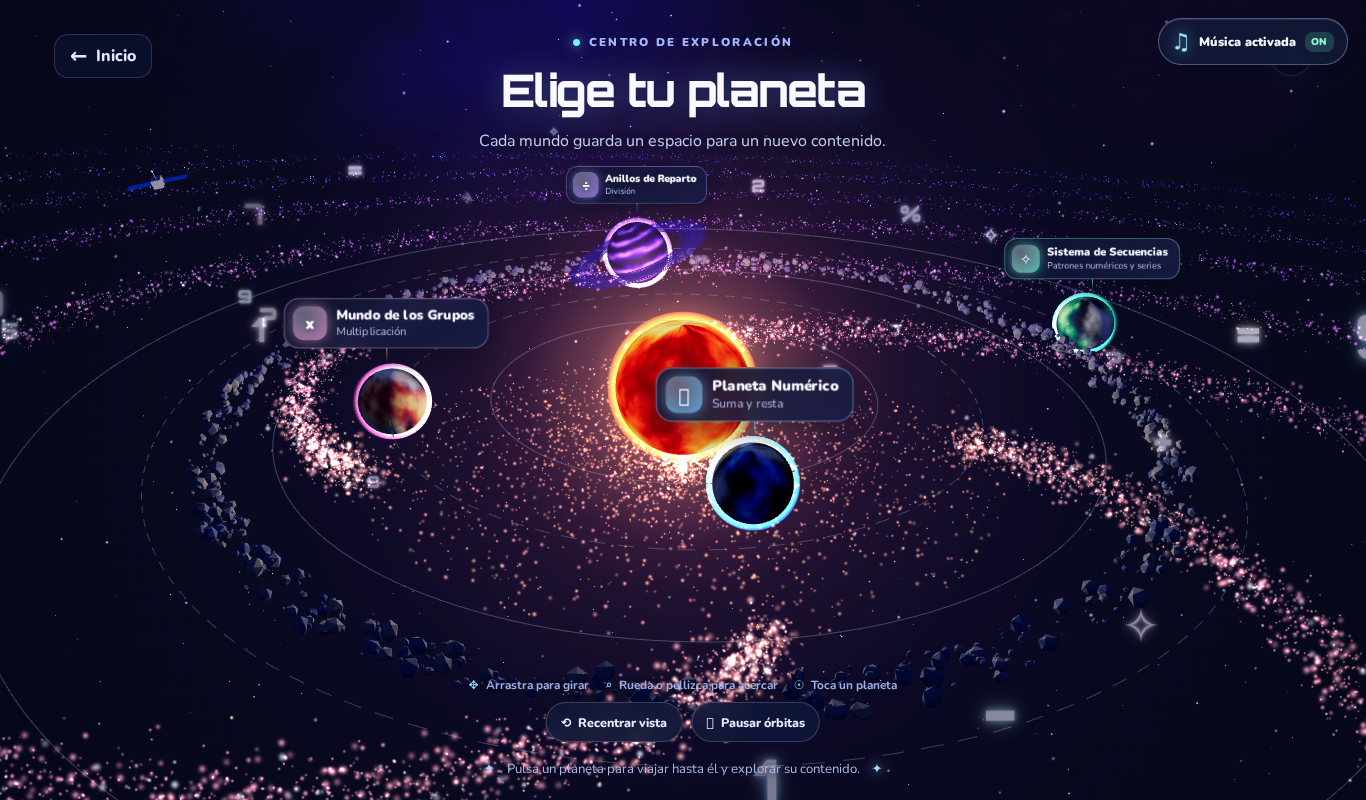 ← Inicio
CENTRO DE EXPLORACIÓN
Música activada ON
Elige tu planeta
Cada mundo guarda un espacio para un nuevo contenido.
÷ Anillos de Reparto
División
=
2
7
%
Sistema de Secuencias
Patrones numéricos y series
9
x Mundo de los Grupos
Multiplicación
=
Planeta Numérico
Suma y resta
Arrastra para girar
Rueda o pellizca para acercar
Toca un planeta
Recentrar vista
Pausar órbitas
Pulsa un planeta para viajar hasta él y explorar su contenido.